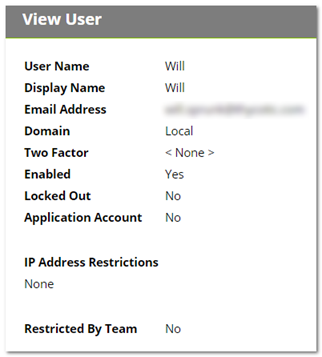 View User
User Name Will
Display Name Will
Email Address
Domain Local
Two Factor < None >
Enabled Yes
Locked Out No
Application Account No
IP Address Restrictions
None
Restricted By Team No